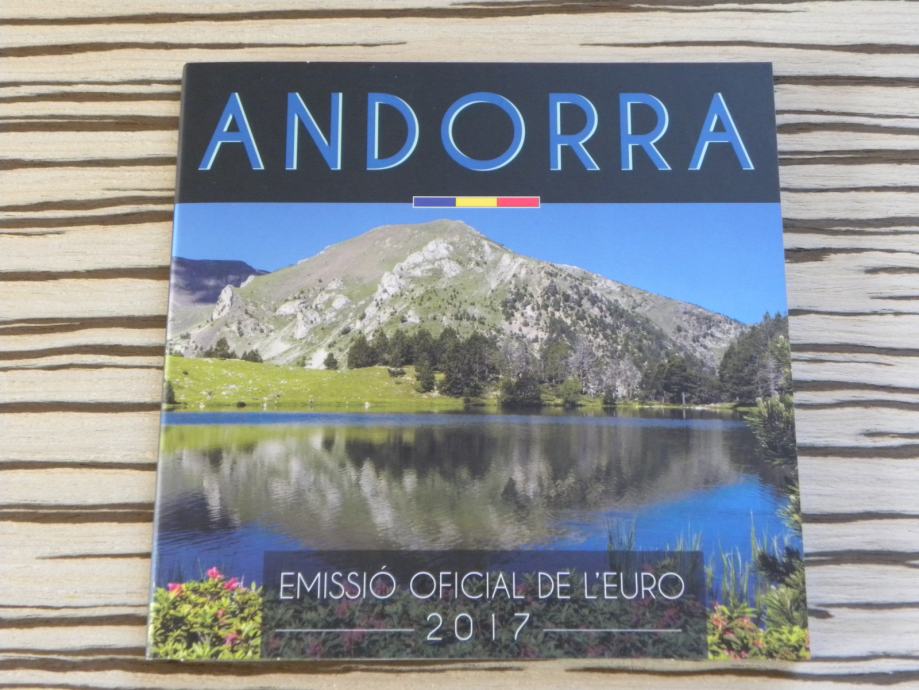 ANDORRA
EMISSIÓ OFICIAL DE L'EURO
2017